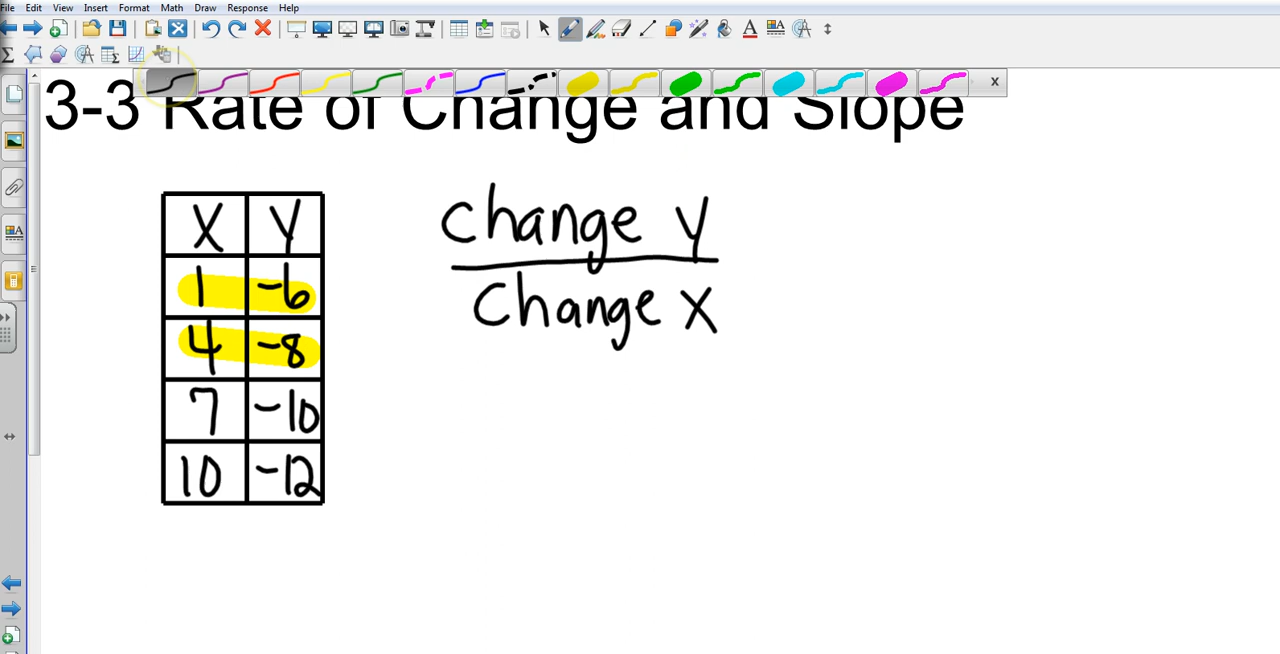 File Edit View Insert Format Math Draw Response Help
A
x
3-3 Rate of Change and Slope
X Y
1 -6
4 -8
7 -10
10 -12
change y
change x